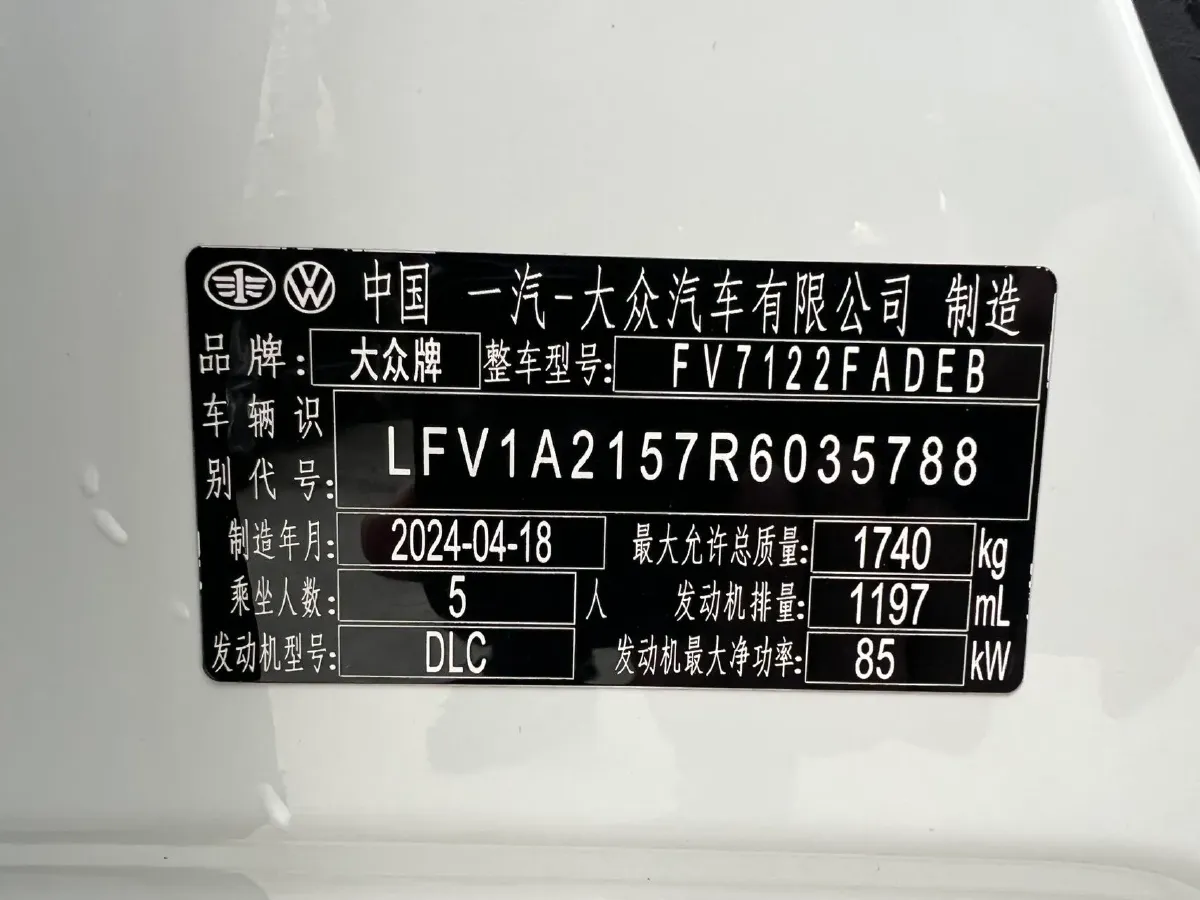 中国 一汽-大众汽车有限公司 制造
品牌: 大众牌 整车型号: FV7122FADEB
车辆识别代号: LFV1A2157R6035788
制造年月: 2024-04-18 最大允许总质量: 1740 kg
乘坐人数: 5 人 发动机排量: 1197 mL
发动机型号: DLC 发动机最大净功率: 85 kW